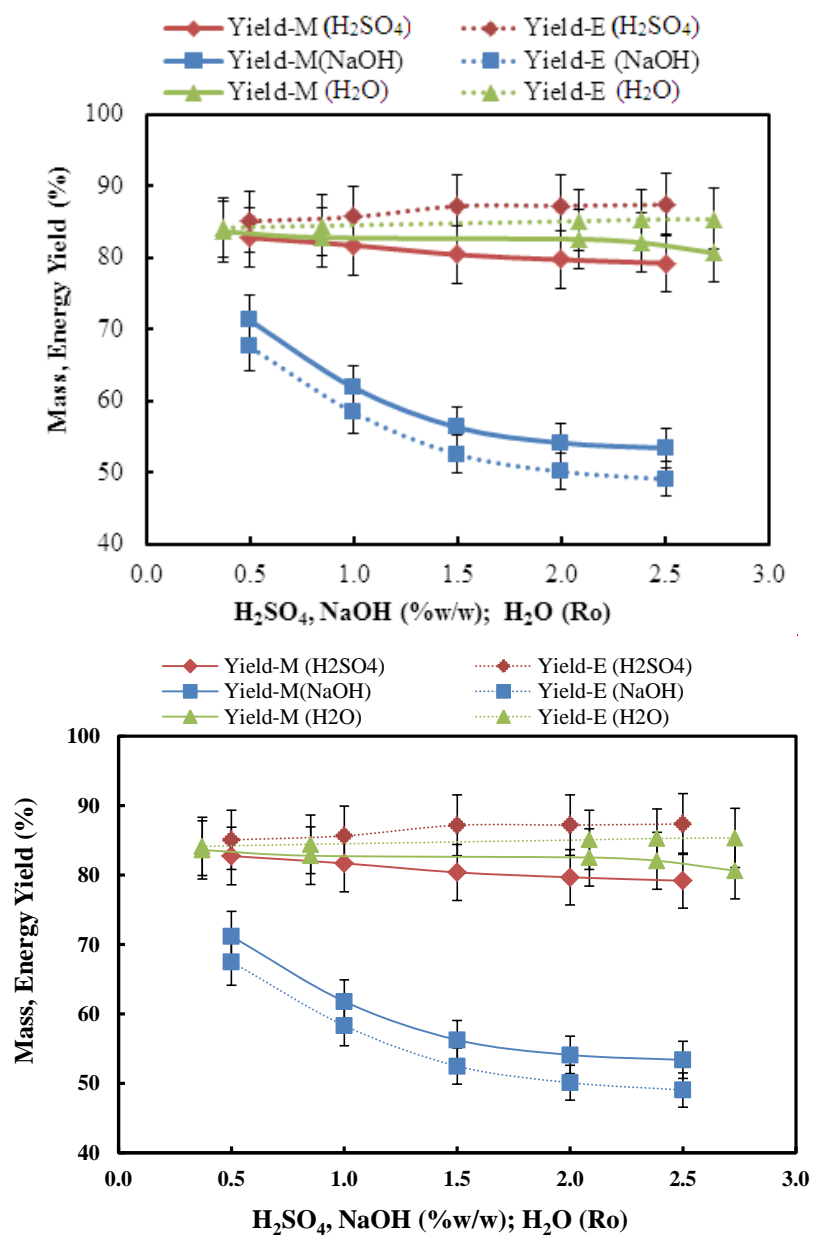 Yield-M (H₂SO₄) Yield-E (H₂SO₄)
Yield-M(NaOH) Yield-E (NaOH)
Yield-M (H₂O) Yield-E (H₂O)
100
90
80
70
60
50
40
Mass, Energy Yield (%)
0.0 0.5 1.0 1.5 2.0 2.5 3.0
H₂SO₄, NaOH (%w/w); H₂O (Ro)
Yield-M (H2SO4) Yield-E (H2SO4)
Yield-M(NaOH) Yield-E (NaOH)
Yield-M (H2O) Yield-E (H2O)
100
90
80
70
60
50
40
Mass, Energy Yield (%)
0.0 0.5 1.0 1.5 2.0 2.5 3.0
H₂SO₄, NaOH (%w/w); H₂O (Ro)